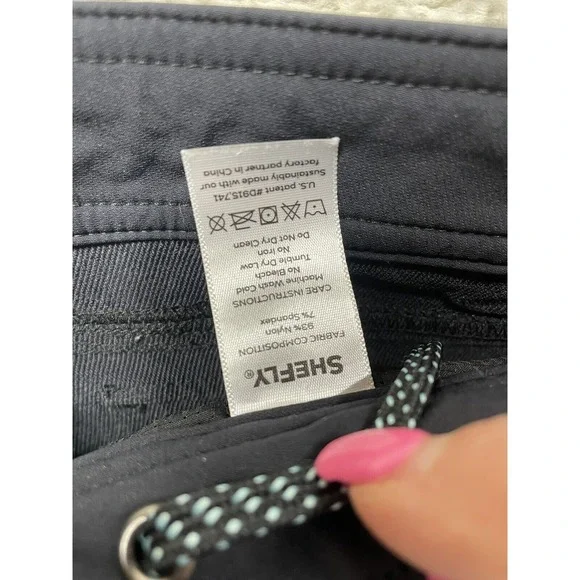 SHEFLY®
FABRIC COMPOSITION
93% Nylon
7% Spandex
CARE INSTRUCTIONS
Machine Wash Cold
No Bleach
Tumble Dry Low
No Iron
Do Not Dry Clean
U.S. patent #D915,741
Sustainably made with our
factory partner in China